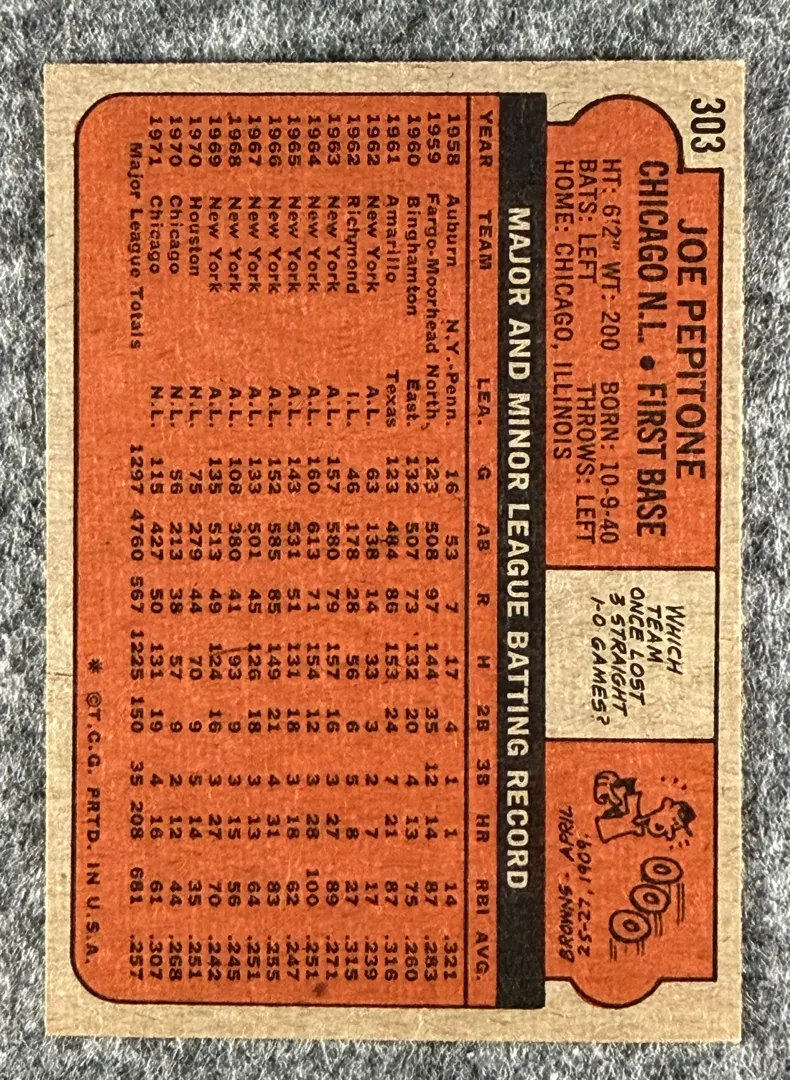 303
JOE PEPITONE
CHICAGO N.L. • FIRST BASE
HT: 6'2" WT: 200 BORN: 10-9-40
BATS: LEFT THROWS: LEFT
HOME: CHICAGO, ILLINOIS
WHICH
TEAM
ONCE LOST
3 STRAIGHT
1-0 GAMES?
BROWNS - APRIL
25-27, 1909.
MAJOR AND MINOR LEAGUE BATTING RECORD
YEAR TEAM LEA. G AB R H 2B 3B HR RBI AVG.
1958 Auburn N.Y.-Penn. 16 53 7 17 4 1 1 14 .321
1959 Fargo-Moorhead North. 123 508 97 144 35 12 14 87 .283
1960 Binghamton East. 132 507 73 132 20 4 13 75 .260
1961 Amarillo Texas 123 484 86 153 24 7 21 87 .316
1962 New York A.L. 63 138 14 33 3 2 7 17 .239
1962 Richmond I.L. 46 178 28 56 6 5 8 27 .315
1963 New York A.L. 157 580 79 157 16 3 27 89 .271
1964 New York A.L. 160 613 71 154 12 3 28 100 .251
1965 New York A.L. 143 531 51 131 18 3 18 62 .247
1966 New York A.L. 152 585 85 149 21 4 31 83 .255
1967 New York A.L. 133 501 45 126 18 3 13 64 .251
1968 New York A.L. 108 380 41 93 9 3 15 56 .245
1969 New York A.L. 135 513 49 124 16 3 27 70 .242
1970 Houston N.L. 75 279 44 70 9 5 14 35 .251
1970 Chicago N.L. 56 213 38 57 9 2 12 44 .268
1971 Chicago N.L. 115 427 50 131 19 4 16 61 .307
Major League Totals 1297 4760 567 1225 150 35 208 681 .257
* ©T.C.G. PRTD. IN U.S.A.